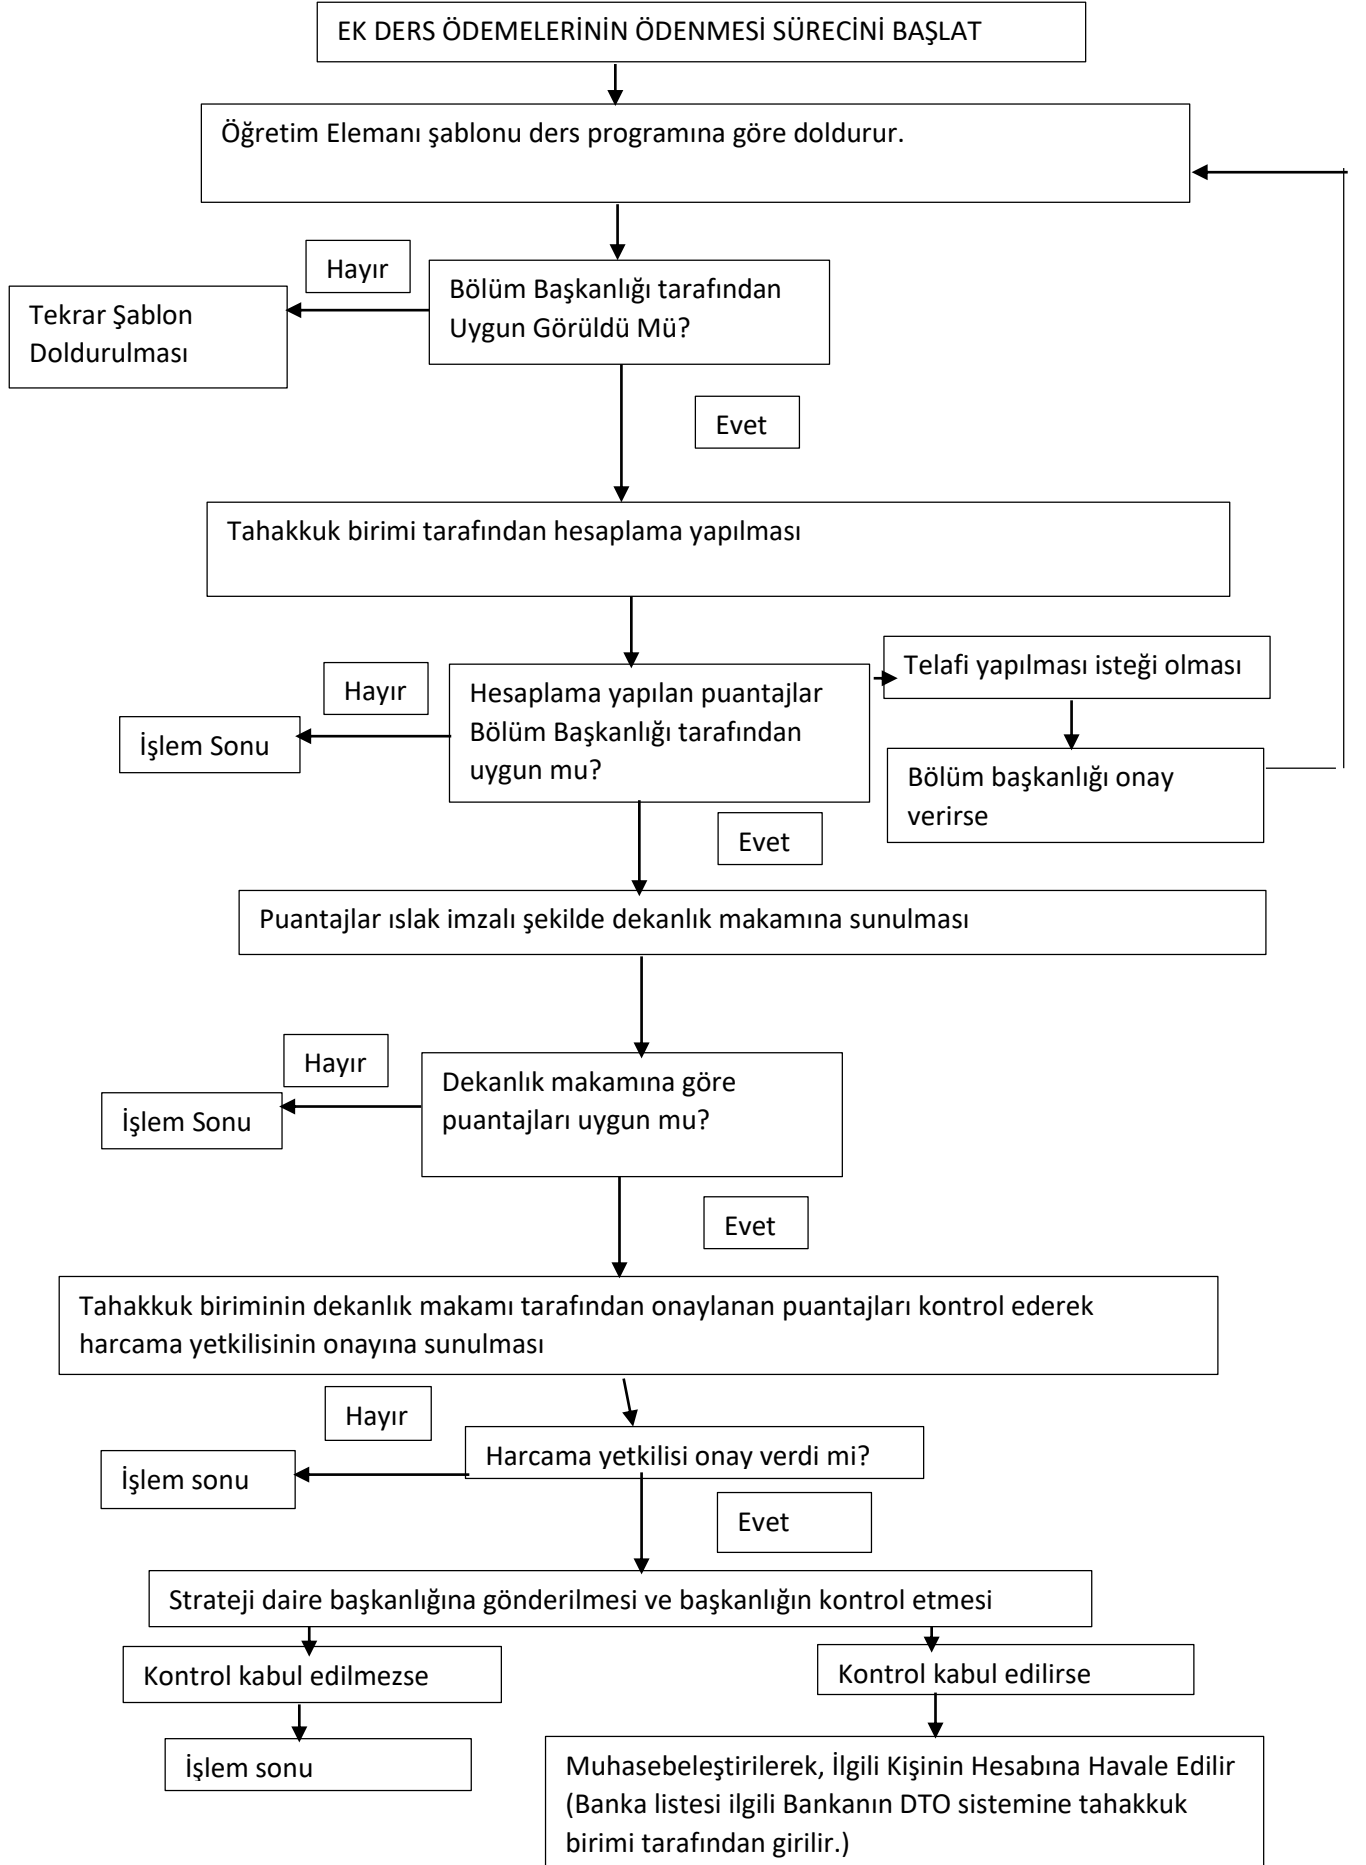 EK DERS ÖDEMELERİNİN ÖDENMESİ SÜRECİNİ BAŞLAT
Öğretim Elemanı şablonu ders programına göre doldurur.
Hayır
Bölüm Başkanlığı tarafından
Uygun Görüldü Mü?
Tekrar Şablon
Doldurulması
Evet
Tahakkuk birimi tarafından hesaplama yapılması
Telafi yapılması isteği olması
Hayır
Hesaplama yapılan puantajlar
Bölüm Başkanlığı tarafından
uygun mu?
İşlem Sonu
Bölüm başkanlığı onay
verirse
Evet
Puantajlar ıslak imzalı şekilde dekanlık makamına sunulması
Hayır
Dekanlık makamına göre
puantajları uygun mu?
İşlem Sonu
Evet
Tahakkuk biriminin dekanlık makamı tarafından onaylanan puantajları kontrol ederek
harcama yetkilisinin onayına sunulması
Hayır
Harcama yetkilisi onay verdi mi?
İşlem sonu
Evet
Strateji daire başkanlığına gönderilmesi ve başkanlığın kontrol etmesi
Kontrol kabul edilmezse
Kontrol kabul edilirse
İşlem sonu
Muhasebeleştirilerek, İlgili Kişinin Hesabına Havale Edilir
(Banka listesi ilgili Bankanın DTO sistemine tahakkuk
birimi tarafından girilir.)